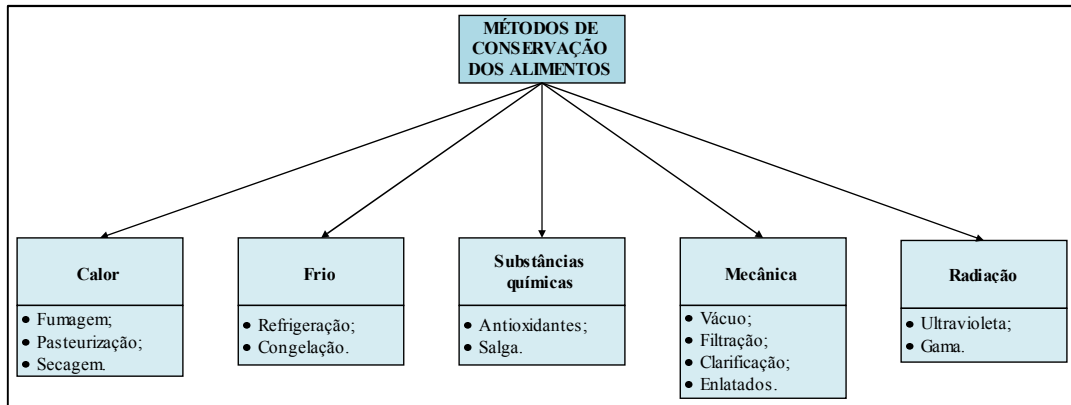 MÉTODOS DE
CONSERVAÇÃO
DOS ALIMENTOS
Calor
• Fumagem;
• Pasteurização;
• Secagem.
Frio
• Refrigeração;
• Congelação.
Substâncias
químicas
• Antioxidantes;
• Salga.
Mecânica
• Vácuo;
• Filtração;
• Clarificação;
• Enlatados.
Radiação
• Ultravioleta;
• Gama.